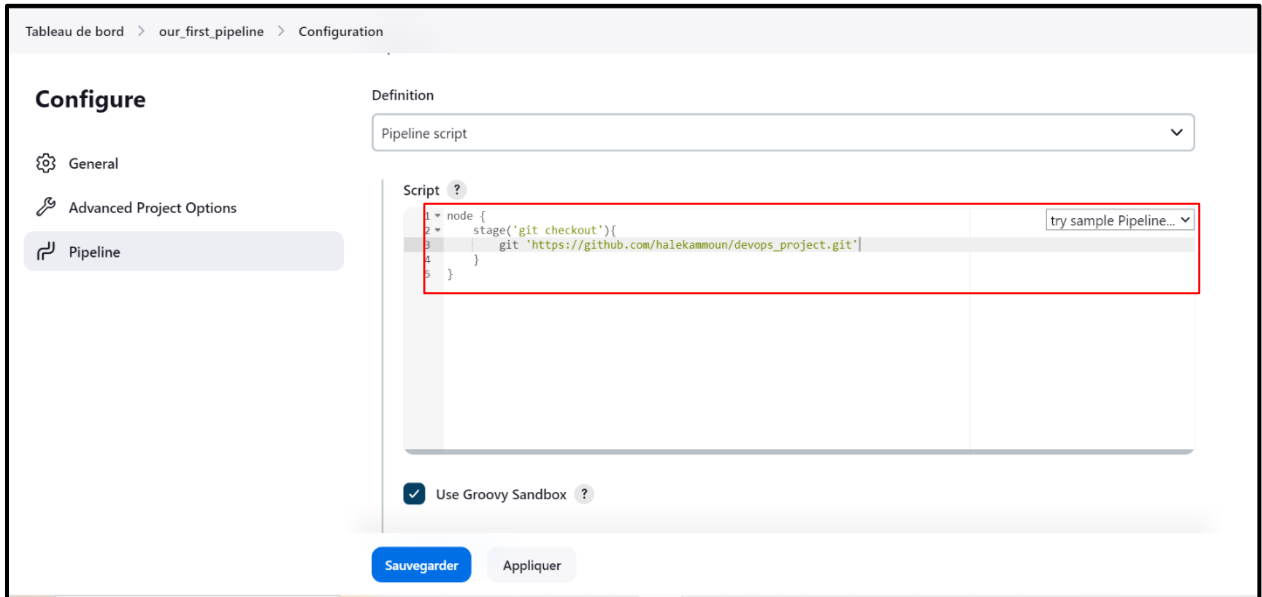 Tableau de bord > our_first_pipeline > Configuration
Configure
General
Advanced Project Options
Pipeline
Definition
Pipeline script
Script ?
try sample Pipeline...
1 node {
2 stage('git checkout'){
3 git 'https://github.com/halekammoun/devops_project.git'
4 }
5 }
Use Groovy Sandbox ?
Sauvegarder Appliquer